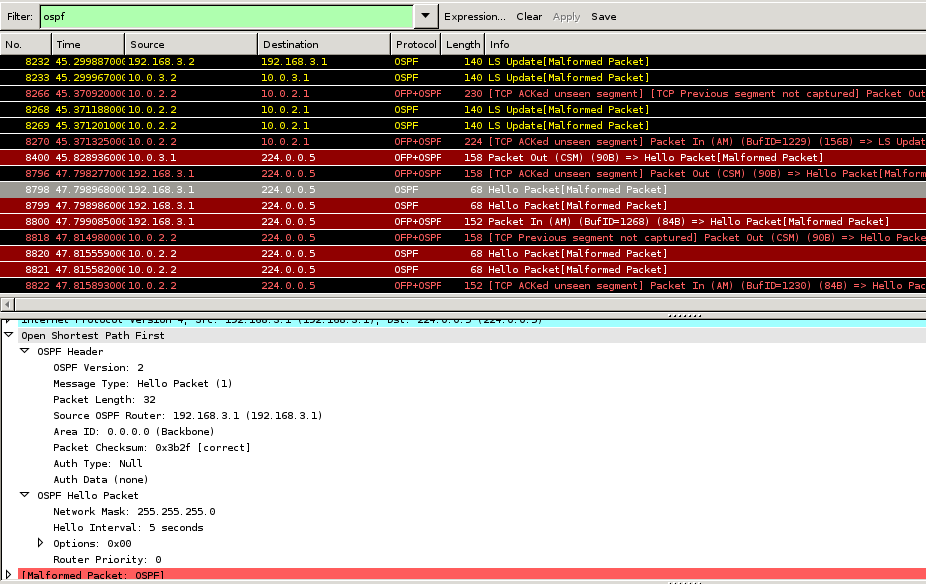 Filter: ospf Expression... Clear Apply Save
No. Time Source Destination Protocol Length Info
8232 45.299887000 192.168.3.2 192.168.3.1 OSPF 140 LS Update[Malformed Packet]
8233 45.299967000 10.0.3.2 10.0.3.1 OSPF 140 LS Update[Malformed Packet]
8266 45.370920000 10.0.2.2 10.0.2.1 OFP+OSPF 230 [TCP ACKed unseen segment] [TCP Previous segment not captured] Packet Out
8268 45.371188000 10.0.2.2 10.0.2.1 OSPF 140 LS Update[Malformed Packet]
8269 45.371201000 10.0.2.2 10.0.2.1 OSPF 140 LS Update[Malformed Packet]
8270 45.371325000 10.0.2.2 10.0.2.1 OFP+OSPF 224 [TCP ACKed unseen segment] Packet In (AM) (BufID=1229) (156B) => LS Upda
8400 45.828936000 10.0.3.1 224.0.0.5 OFP+OSPF 158 Packet Out (CSM) (90B) => Hello Packet[Malformed Packet]
8796 47.798277000 192.168.3.1 224.0.0.5 OFP+OSPF 158 [TCP ACKed unseen segment] Packet Out (CSM) (90B) => Hello Packet[Malform
8798 47.798968000 192.168.3.1 224.0.0.5 OSPF 68 Hello Packet[Malformed Packet]
8799 47.798986000 192.168.3.1 224.0.0.5 OSPF 68 Hello Packet[Malformed Packet]
8800 47.799085000 192.168.3.1 224.0.0.5 OFP+OSPF 152 Packet In (AM) (BufID=1268) (84B) => Hello Packet[Malformed Packet]
8818 47.814980000 10.0.2.2 224.0.0.5 OFP+OSPF 158 [TCP Previous segment not captured] Packet Out (CSM) (90B) => Hello Packe
8820 47.815559000 10.0.2.2 224.0.0.5 OSPF 68 Hello Packet[Malformed Packet]
8821 47.815582000 10.0.2.2 224.0.0.5 OSPF 68 Hello Packet[Malformed Packet]
8822 47.815893000 10.0.2.2 224.0.0.5 OFP+OSPF 152 [TCP ACKed unseen segment] Packet In (AM) (BufID=1230) (84B) => Hello Pac
Internet Protocol Version 4, Src: 192.168.3.1 (192.168.3.1), Dst: 224.0.0.5 (224.0.0.5)
Open Shortest Path First
OSPF Header
OSPF Version: 2
Message Type: Hello Packet (1)
Packet Length: 32
Source OSPF Router: 192.168.3.1 (192.168.3.1)
Area ID: 0.0.0.0 (Backbone)
Packet Checksum: 0x3b2f [correct]
Auth Type: Null
Auth Data (none)
OSPF Hello Packet
Network Mask: 255.255.255.0
Hello Interval: 5 seconds
Options: 0x00
Router Priority: 0
[Malformed Packet: OSPF]